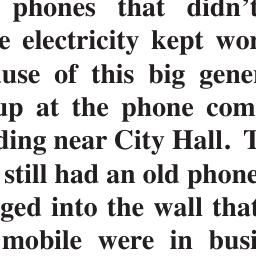 phones that didn't
e electricity kept wor
use of this big gene
up at the phone com
ding near City Hall. T
still had an old phone
ged into the wall that
mobile were in busi